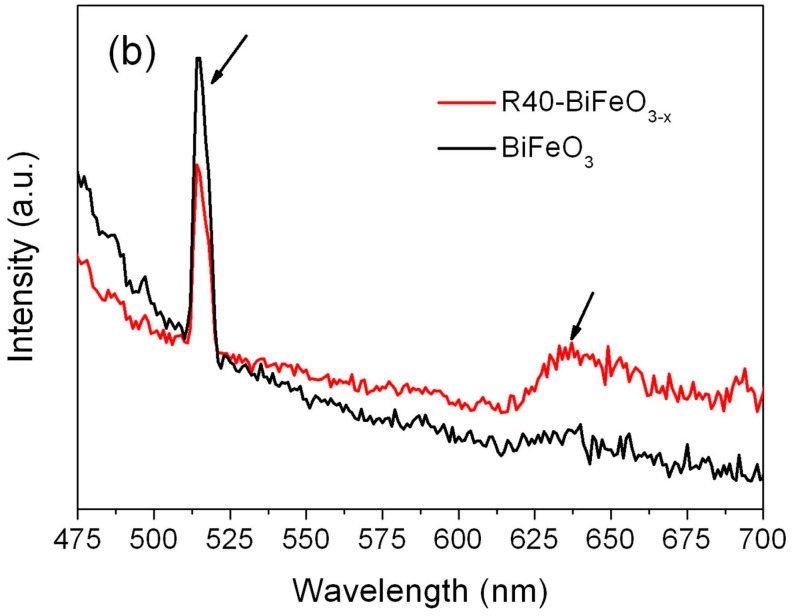 (b)
R40-BiFeO3-x
BiFeO3
Intensity (a.u.)
475 500 525 550 575 600 625 650 675 700
Wavelength (nm)